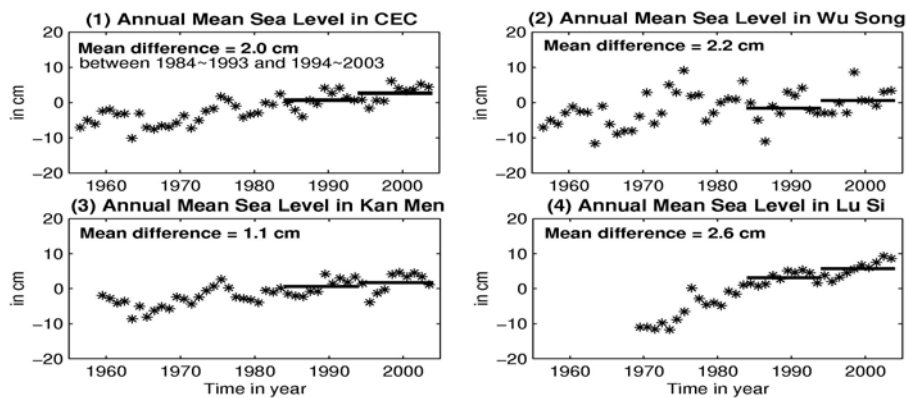 (1) Annual Mean Sea Level in CEC
20
10
0
−10
−20
in cm
Mean difference = 2.0 cm
between 1984~1993 and 1994~2003
1960 1970 1980 1990 2000
(2) Annual Mean Sea Level in Wu Song
20
10
0
−10
−20
in cm
Mean difference = 2.2 cm
1960 1970 1980 1990 2000
(3) Annual Mean Sea Level in Kan Men
20
10
0
−10
−20
in cm
Mean difference = 1.1 cm
1960 1970 1980 1990 2000
Time in year
(4) Annual Mean Sea Level in Lu Si
20
10
0
−10
−20
in cm
Mean difference = 2.6 cm
1960 1970 1980 1990 2000
Time in year